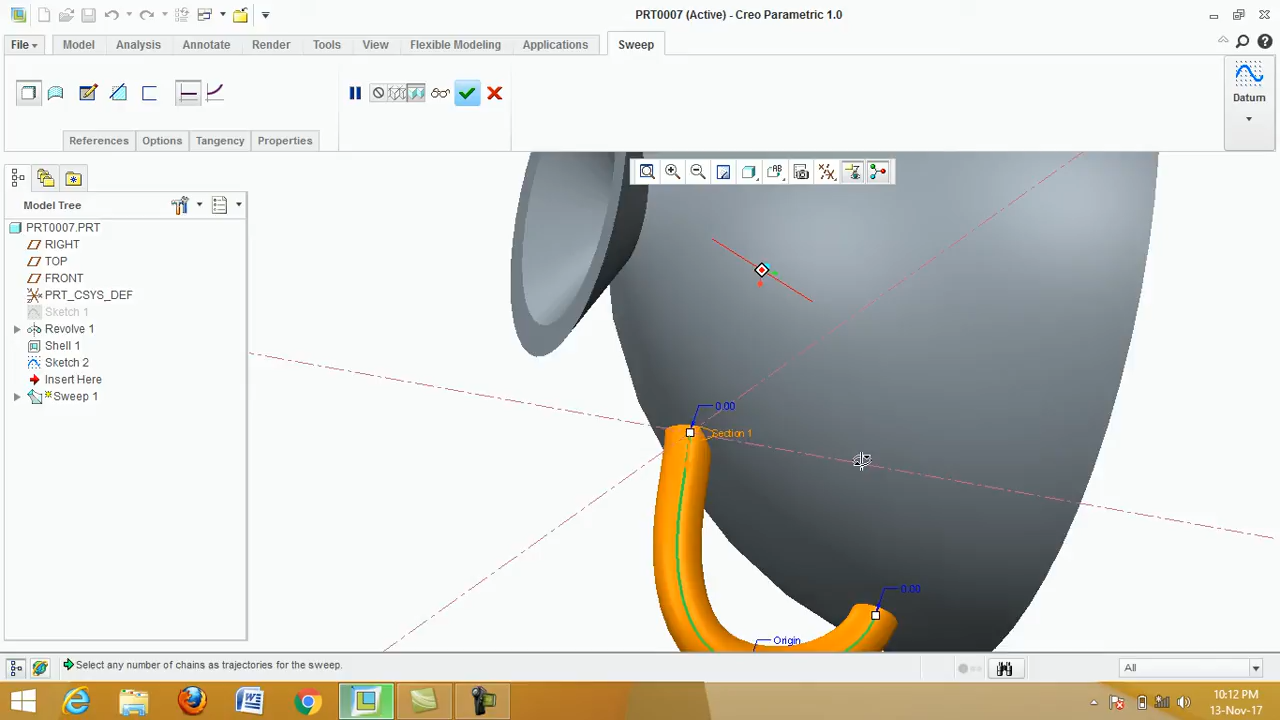 PRT0007 (Active) - Creo Parametric 1.0
File
Model
Analysis
Annotate
Render
Tools
View
Flexible Modeling
Applications
Sweep
Datum
References
Options
Tangency
Properties
Model Tree
PRT0007.PRT
RIGHT
TOP
FRONT
PRT_CSYS_DEF
Sketch 1
Revolve 1
Shell 1
Sketch 2
Insert Here
Sweep 1
0.00
Section 1
0.00
Origin
Select any number of chains as trajectories for the sweep.
All
10:12 PM
13-Nov-17